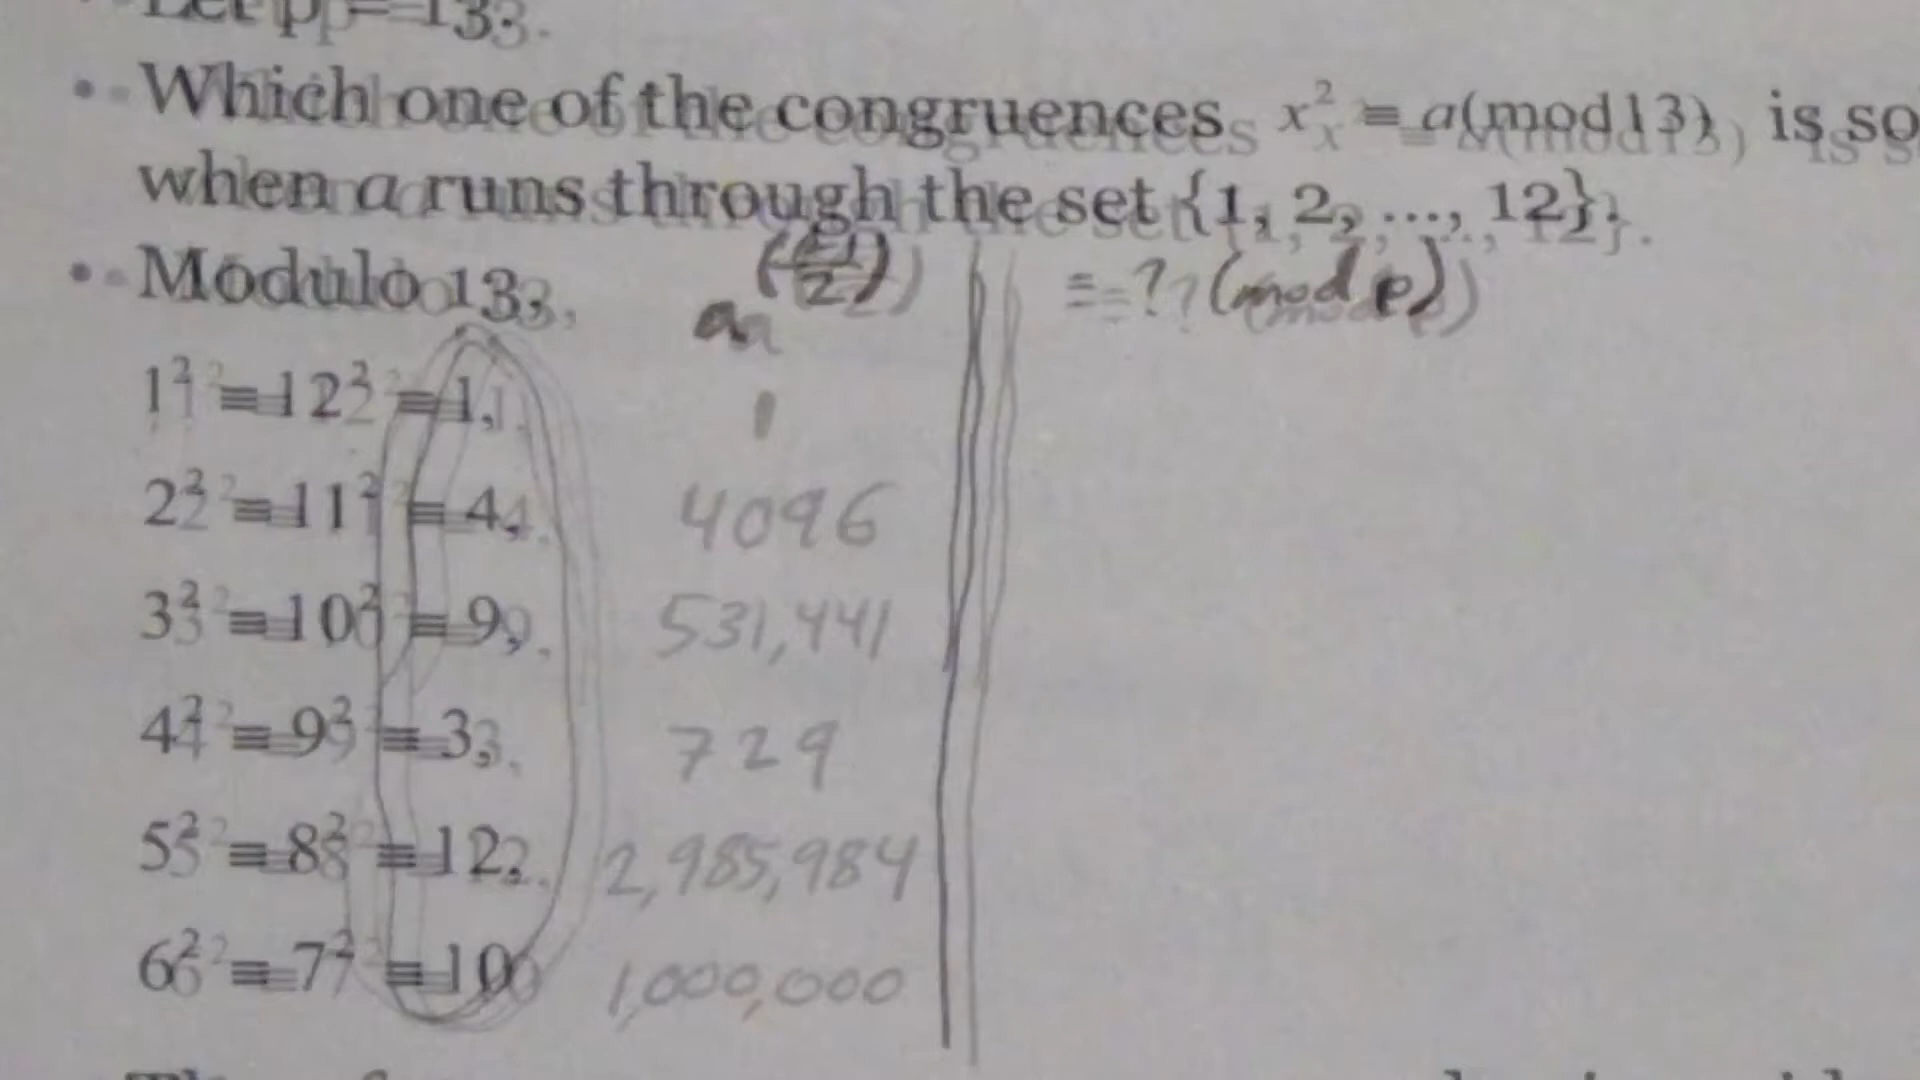 Let p = 13.
• Which one of the congruences x² ≡ a(mod 13) is
when a runs through the set {1, 2, ..., 12}.
• Modulo 13, a^((p-1)/2) ≡ ? (mod p)
1² ≡ 12² ≡ 1, 1
2² ≡ 11² ≡ 4, 4096
3² ≡ 10² ≡ 9, 531,441
4² ≡ 9² ≡ 3, 729
5² ≡ 8² ≡ 12, 2,985,984
6² ≡ 7² ≡ 10 1,000,000